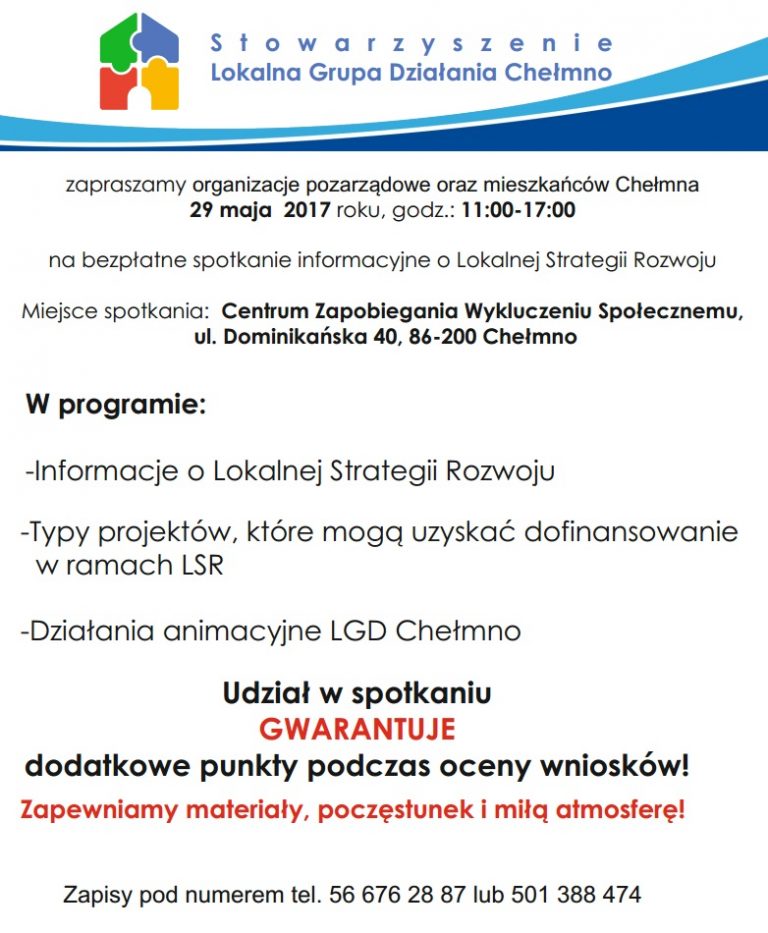 Stowarzyszenie
Lokalna Grupa Działania Chełmno
zapraszamy organizacje pozarządowe oraz mieszkańców Chełmna
29 maja 2017 roku, godz.: 11:00-17:00
na bezpłatne spotkanie informacyjne o Lokalnej Strategii Rozwoju
Miejsce spotkania: Centrum Zapobiegania Wykluczeniu Społecznemu,
ul. Dominikańska 40, 86-200 Chełmno
W programie:
-Informacje o Lokalnej Strategii Rozwoju
-Typy projektów, które mogą uzyskać dofinansowanie
w ramach LSR
-Działania animacyjne LGD Chełmno
Udział w spotkaniu
GWARANTUJE
dodatkowe punkty podczas oceny wniosków!
Zapewniamy materiały, poczęstunek i miłą atmosferę!
Zapisy pod numerem tel. 56 676 28 87 lub 501 388 474